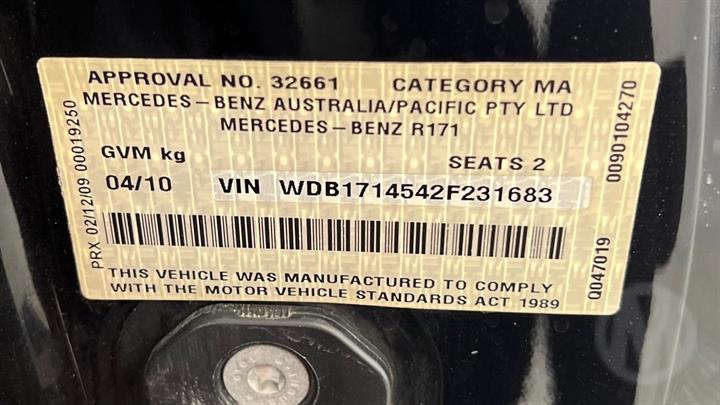 APPROVAL NO. 32661 CATEGORY MA
MERCEDES-BENZ AUSTRALIA/PACIFIC PTY LTD
MERCEDES-BENZ R171
GVM kg SEATS 2
04/10 VIN WDB1714542F231683
THIS VEHICLE WAS MANUFACTURED TO COMPLY
WITH THE MOTOR VEHICLE STANDARDS ACT 1989
PRX 02/12/09 00019250
0090104270
Q047019